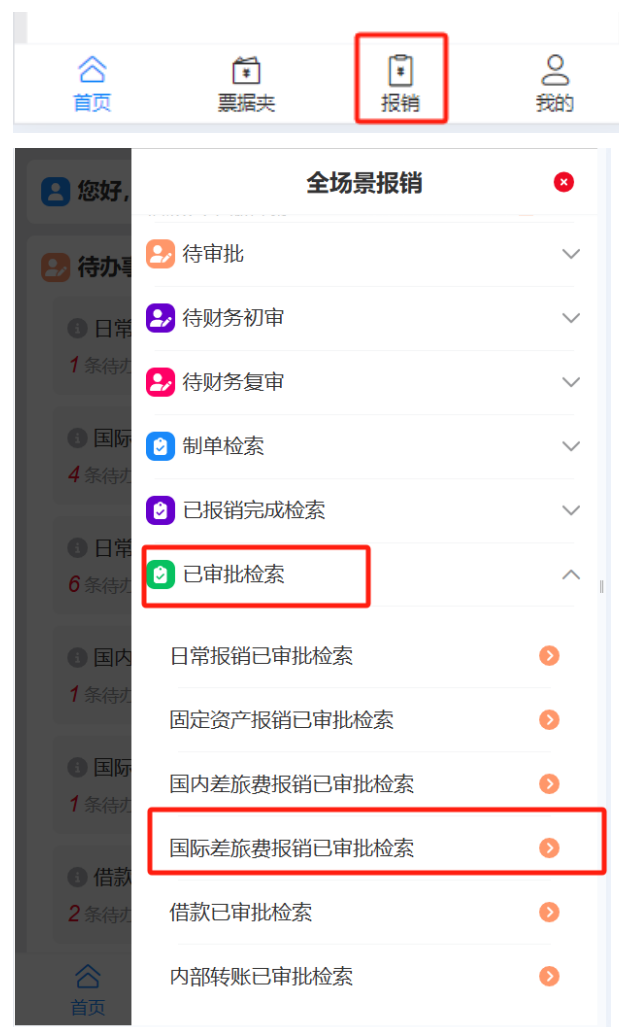 首页 票据夹 报销 我的
全场景报销
您好,
待审批
待办事
待财务初审
日常
1 条待办
待财务复审
制单检索
国际
4 条待办
已报销完成检索
日常
6 条待办
已审批检索
日常报销已审批检索
国内
1 条待办
固定资产报销已审批检索
国内差旅费报销已审批检索
国际
1 条待办
国际差旅费报销已审批检索
借款
2 条待办
借款已审批检索
内部转账已审批检索
首页